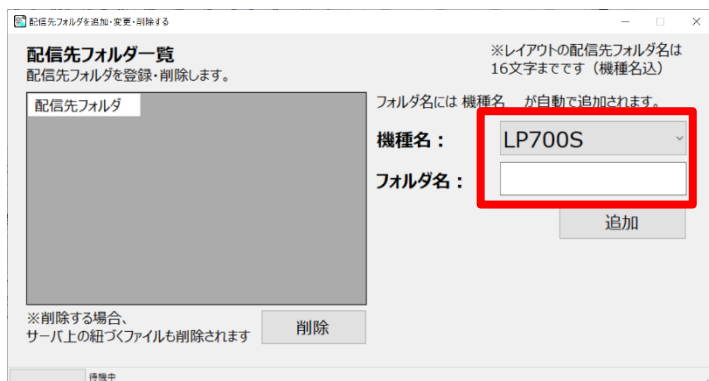 配信先フォルダを追加・変更・削除する
配信先フォルダ一覧
配信先フォルダを登録・削除します。
※レイアウトの配信先フォルダ名は
16文字までです（機種名込）
配信先フォルダ
フォルダ名には 機種名 が自動で追加されます。
機種名：
LP700S
フォルダ名：
追加
※削除する場合、
サーバ上の紐づくファイルも削除されます
削除
待機中